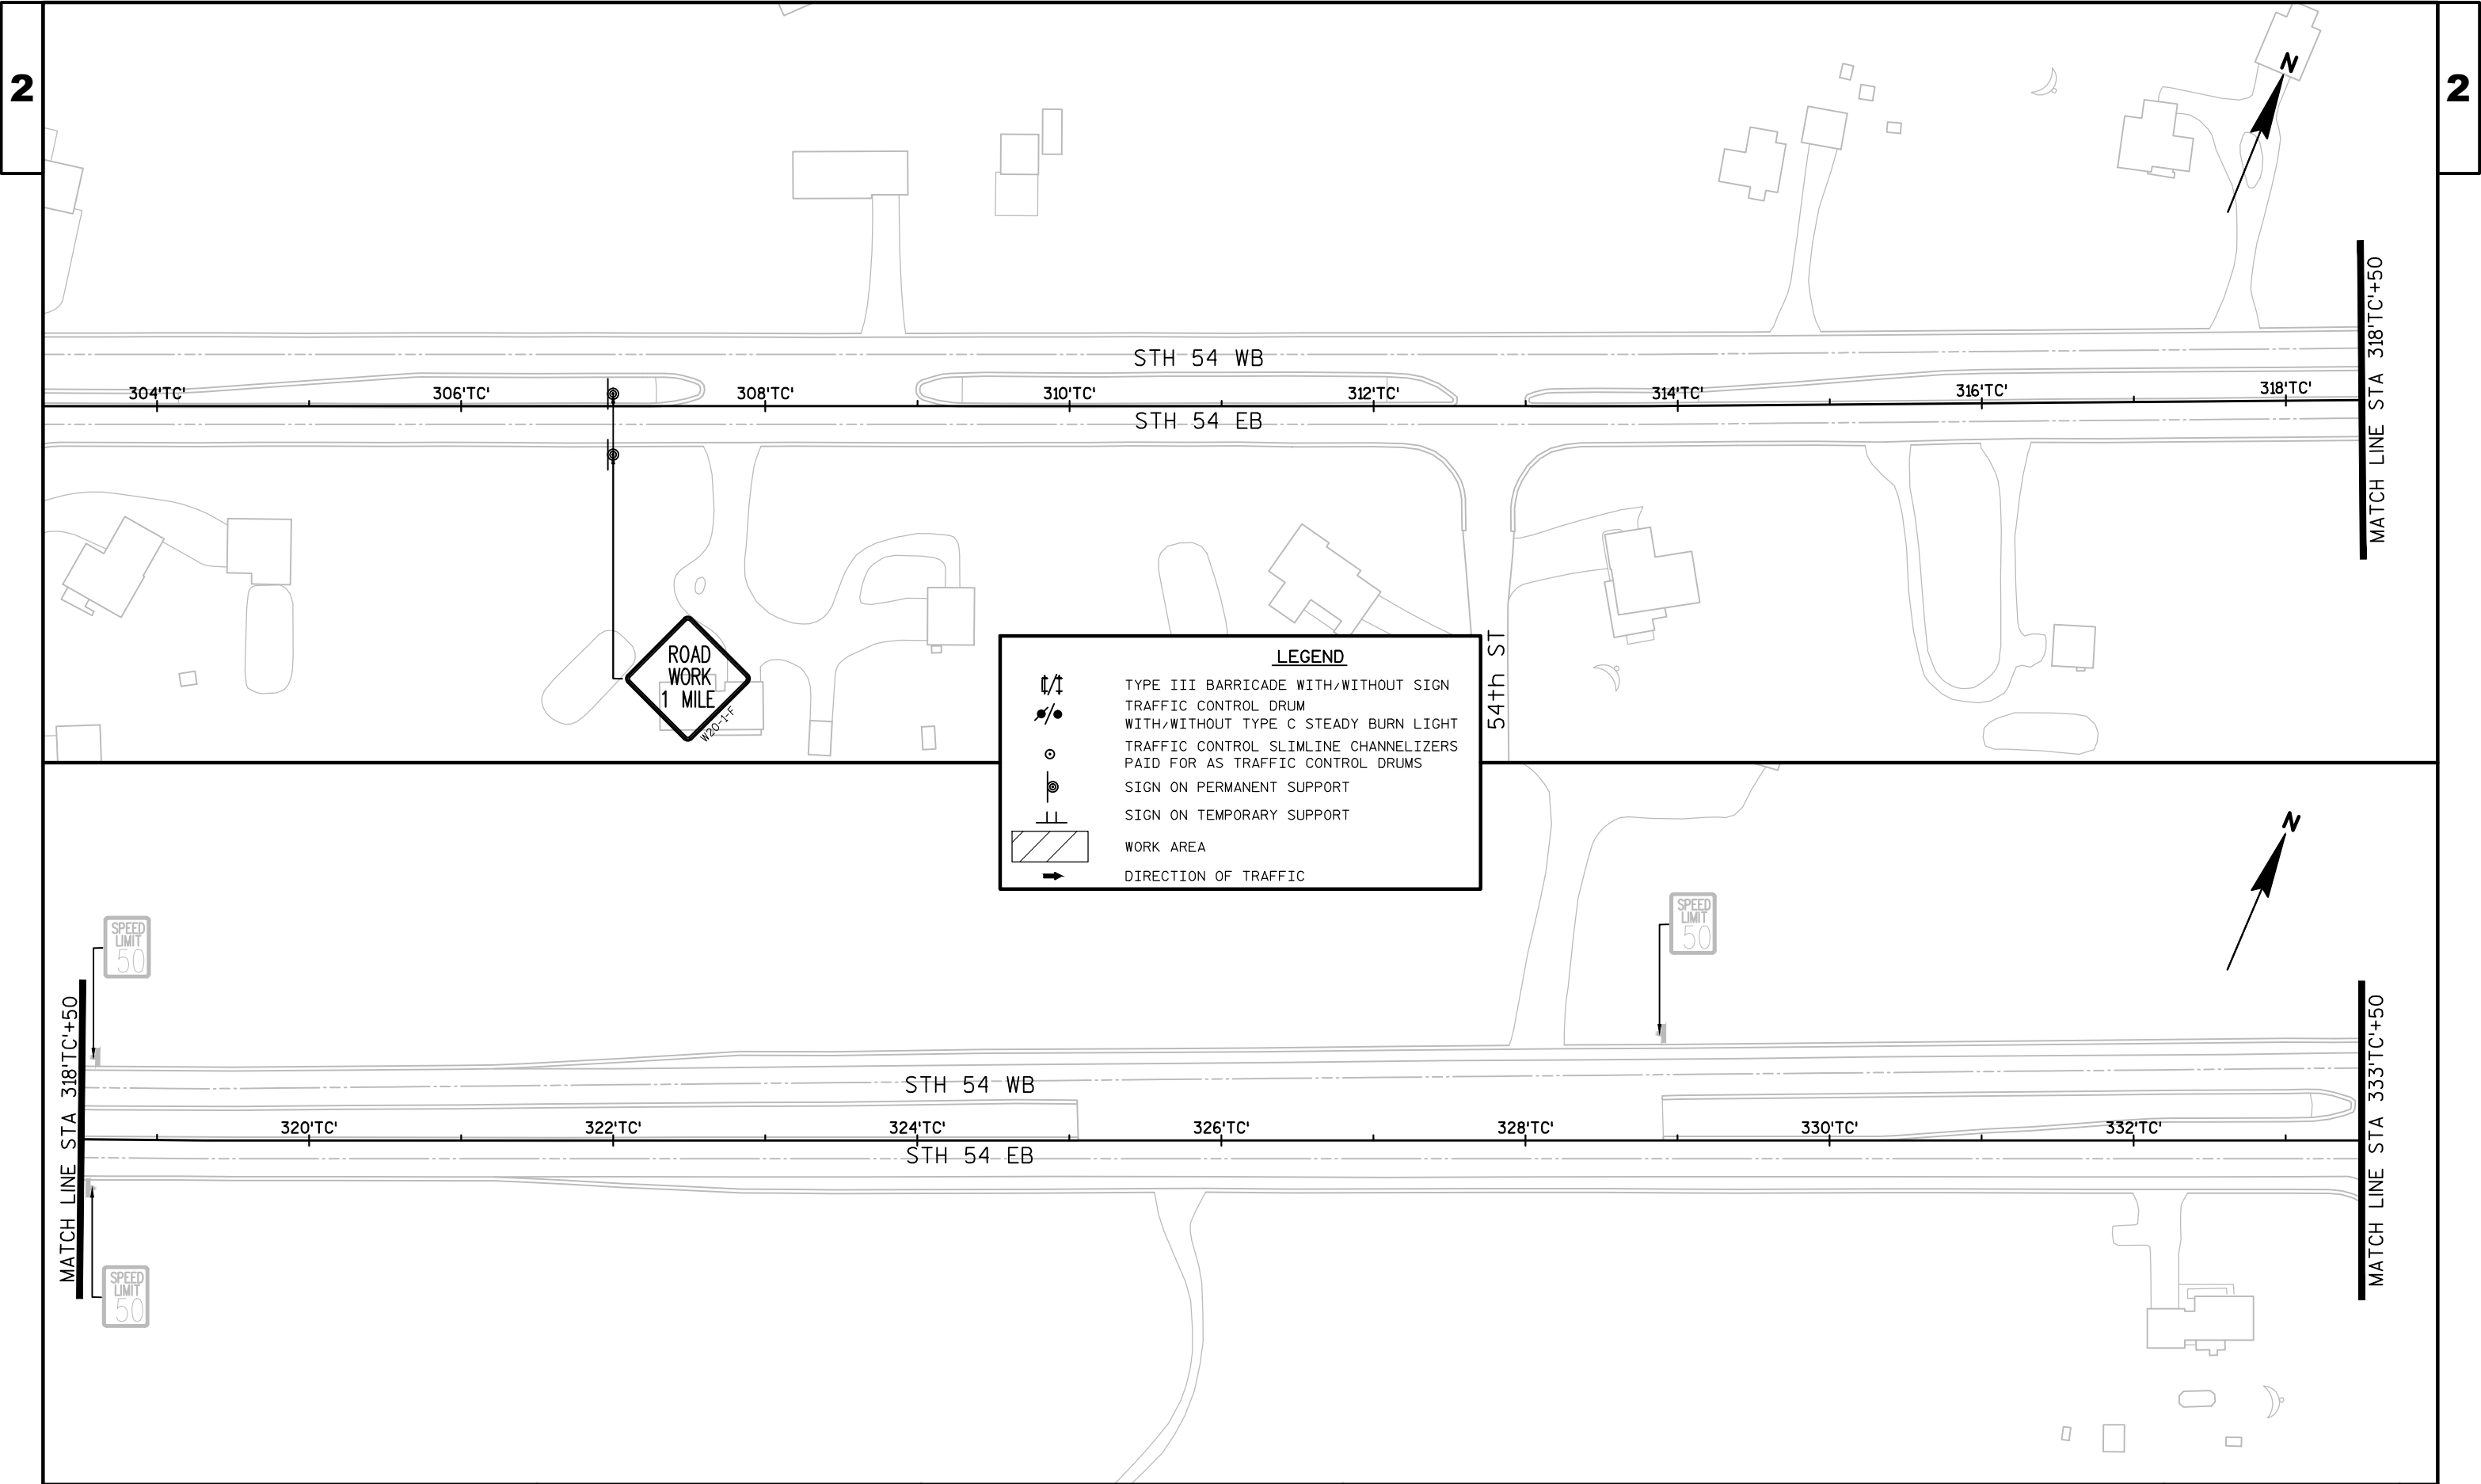 2
2
N
STH 54 WB
304'TC'
306'TC'
308'TC'
310'TC'
312'TC'
314'TC'
316'TC'
318'TC'
STH 54 EB
MATCH LINE STA 318'TC'+50
54th ST
ROAD
WORK
1 MILE
W20-1-F
LEGEND
TYPE III BARRICADE WITH/WITHOUT SIGN
TRAFFIC CONTROL DRUM
WITH/WITHOUT TYPE C STEADY BURN LIGHT
TRAFFIC CONTROL SLIMLINE CHANNELIZERS
PAID FOR AS TRAFFIC CONTROL DRUMS
SIGN ON PERMANENT SUPPORT
SIGN ON TEMPORARY SUPPORT
WORK AREA
DIRECTION OF TRAFFIC
N
SPEED
LIMIT
50
SPEED
LIMIT
50
MATCH LINE STA 318'TC'+50
STH 54 WB
320'TC'
322'TC'
324'TC'
326'TC'
328'TC'
330'TC'
332'TC'
STH 54 EB
MATCH LINE STA 333'TC'+50
SPEED
LIMIT
50